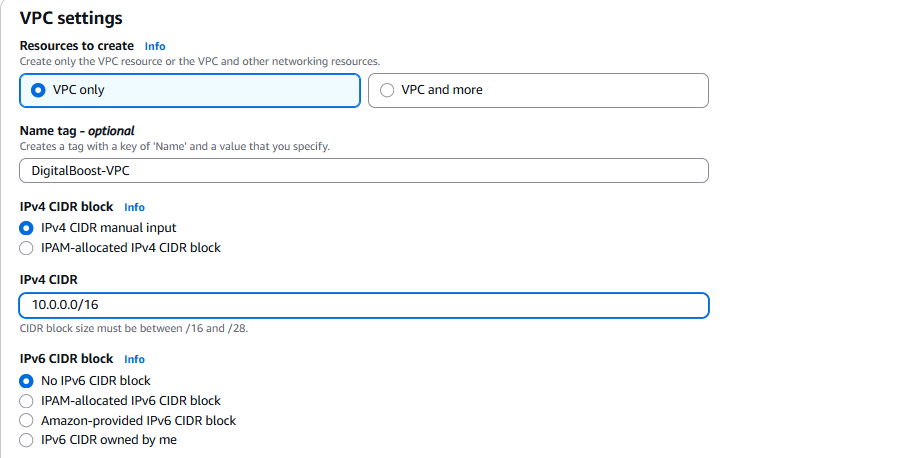 VPC settings
Resources to create Info
Create only the VPC resource or the VPC and other networking resources.
VPC only VPC and more
Name tag - optional
Creates a tag with a key of 'Name' and a value that you specify.
DigitalBoost-VPC
IPv4 CIDR block Info
IPv4 CIDR manual input
IPAM-allocated IPv4 CIDR block
IPv4 CIDR
10.0.0.0/16
CIDR block size must be between /16 and /28.
IPv6 CIDR block Info
No IPv6 CIDR block
IPAM-allocated IPv6 CIDR block
Amazon-provided IPv6 CIDR block
IPv6 CIDR owned by me